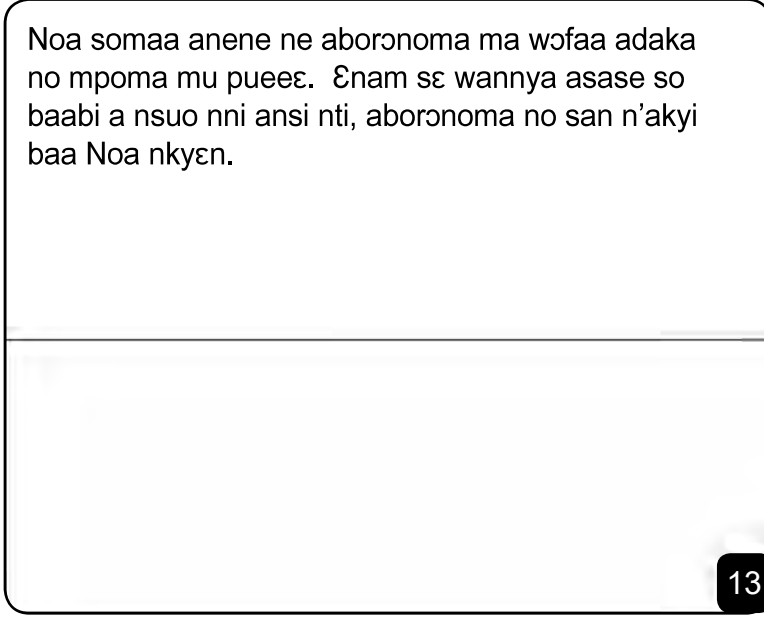 Noa somaa anene ne aborɔnoma ma wɔfaa adaka
no mpoma mu pueeɛ. Ɛnam sɛ wannya asase so
baabi a nsuo nni ansi nti, aborɔnoma no san n’akyi
baa Noa nkyɛn.
13